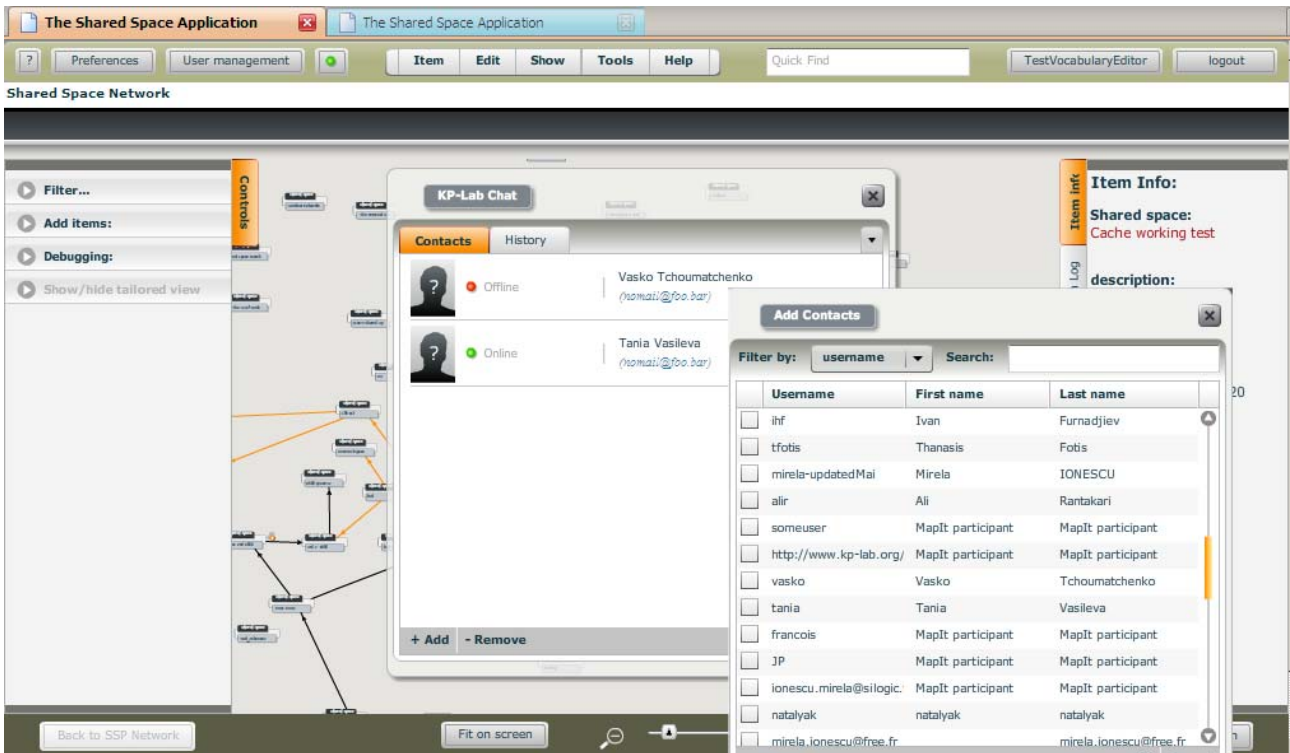 The Shared Space Application
The Shared Space Application
? Preferences User management Item Edit Show Tools Help Quick Find TestVocabularyEditor logout
Shared Space Network
Filter...
Add items:
Debugging:
Show/hide tailored view
Controls
KP-Lab Chat
Contacts History
Offline Vasko Tchoumatchenko
(nomail@foo.bar)
Online Tania Vasileva
(nomail@foo.bar)
+ Add - Remove
Item info
Log
Item Info:
Shared space:
Cache working test
description:
20
Add Contacts
Filter by: username Search:
Username First name Last name
ihf Ivan Furnadjiev
tfotis Thanasis Fotis
mirela-updatedMai Mirela IONESCU
alir Ali Rantakari
someuser MapIt participant MapIt participant
http://www.kp-lab.org/ MapIt participant MapIt participant
vasko Vasko Tchoumatchenko
tania Tania Vasileva
francois MapIt participant MapIt participant
JP MapIt participant MapIt participant
ionescu.mirela@silogic. MapIt participant MapIt participant
natalyak natalyak natalyak
mirela.ionescu@free.fr mirela.ionescu@free.fr
Back to SSP Network Fit on screen